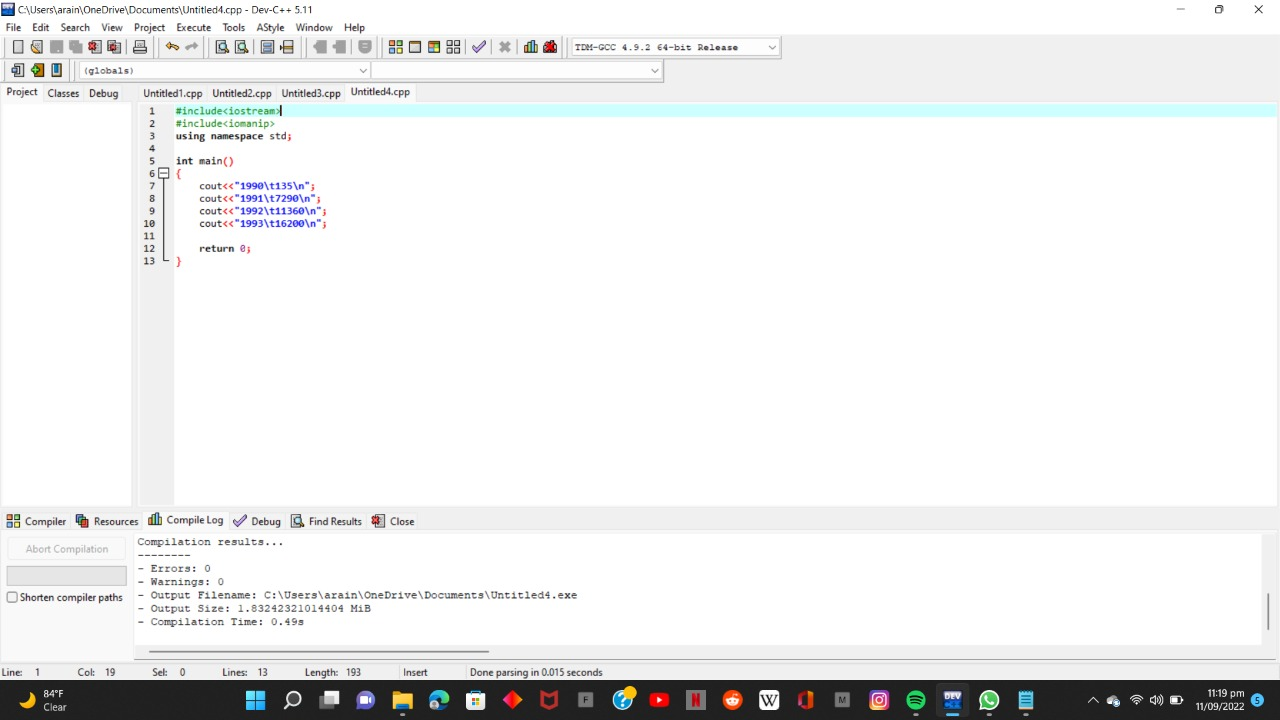 C:\Users\arain\OneDrive\Documents\Untitled4.cpp - Dev-C++ 5.11
File Edit Search View Project Execute Tools AStyle Window Help
TDM-GCC 4.9.2 64-bit Release
(globals)
Project Classes Debug Untitled1.cpp Untitled2.cpp Untitled3.cpp Untitled4.cpp
1 #include<iostream>
2 #include<iomanip>
3 using namespace std;
4
5 int main()
6 {
7 cout<<"1990\t135\n";
8 cout<<"1991\t7290\n";
9 cout<<"1992\t11360\n";
10 cout<<"1993\t16200\n";
11
12 return 0;
13 }
Compiler Resources Compile Log Debug Find Results Close
Abort Compilation
Shorten compiler paths
Compilation results...
--------
- Errors: 0
- Warnings: 0
- Output Filename: C:\Users\arain\OneDrive\Documents\Untitled4.exe
- Output Size: 1.83242321014404 MiB
- Compilation Time: 0.49s
Line: 1 Col: 19 Sel: 0 Lines: 13 Length: 193 Insert Done parsing in 0.015 seconds
84°F
Clear
F
N
W
M
DEV
11:19 pm
11/09/2022
5